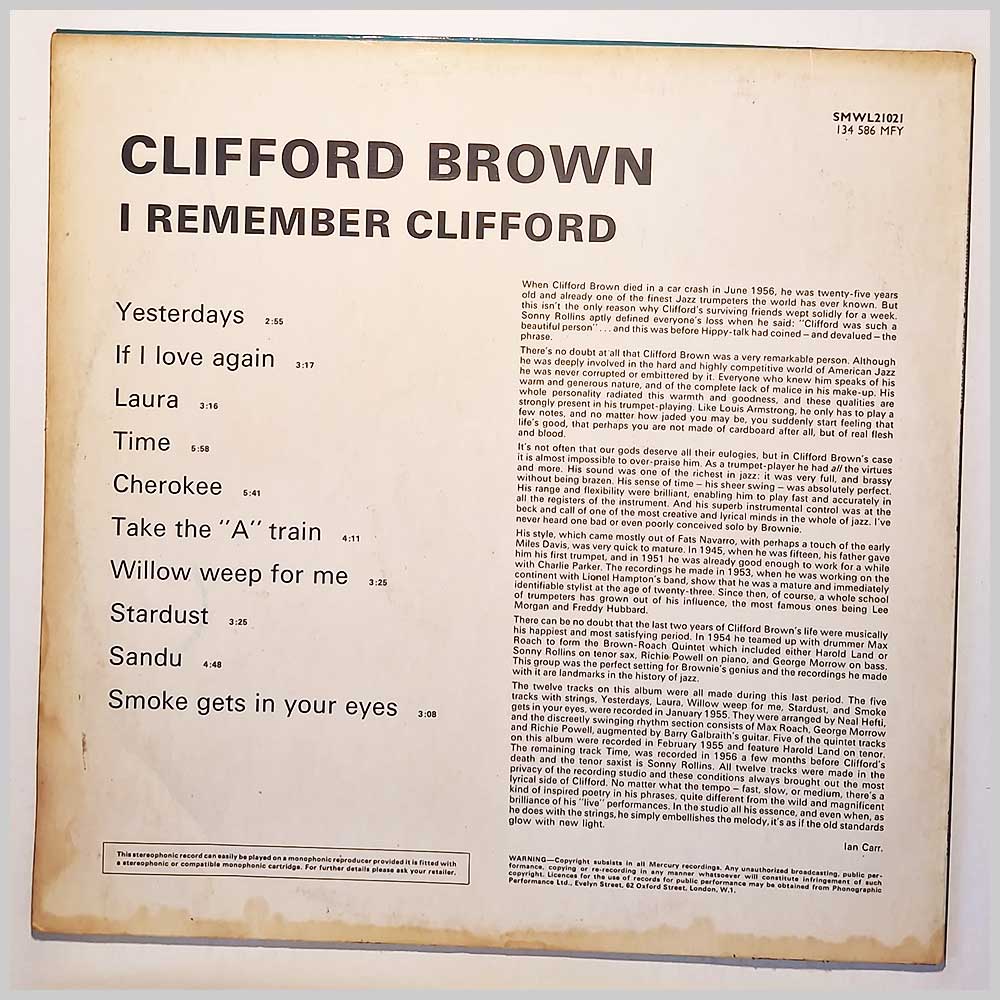 SMWL21021
134 586 MFY
CLIFFORD BROWN
I REMEMBER CLIFFORD
Yesterdays 2:55
If I love again 3:17
Laura 3:16
Time 5:58
Cherokee 5:41
Take the "A" train 4:11
Willow weep for me 3:25
Stardust 3:25
Sandu 4:48
Smoke gets in your eyes 3:08
When Clifford Brown died in a car crash in June 1956, he was twenty-five years
old and already one of the finest Jazz trumpeters the world has ever known. But
this isn't the only reason why Clifford's surviving friends wept solidly for a week.
Sonny Rollins aptly defined everyone's loss when he said: "Clifford was such a
beautiful person" . . . and this was before Hippy-talk had coined – and devalued – the
phrase.
There's no doubt at all that Clifford Brown was a very remarkable person. Although
he was deeply involved in the hard and highly competitive world of American Jazz
he was never corrupted or embittered by it. Everyone who knew him speaks of his
warm and generous nature, and of the complete lack of malice in his make-up. His
whole personality radiated this warmth and goodness, and these qualities are
strongly present in his trumpet-playing. Like Louis Armstrong, he only has to play a
few notes, and no matter how jaded you may be, you suddenly start feeling that
life's good, that perhaps you are not made of cardboard after all, but of real flesh
and blood.
It's not often that our gods deserve all their eulogies, but in Clifford Brown's case
it is almost impossible to over-praise him. As a trumpet-player he had all the virtues
and more. His sound was one of the richest in jazz: it was very full, and brassy
without being brazen. His sense of time – his sheer swing – was absolutely perfect.
His range and flexibility were brilliant, enabling him to play fast and accurately in
all the registers of the instrument. And his superb instrumental control was at the
beck and call of one of the most creative and lyrical minds in the whole of jazz. I've
never heard one bad or even poorly conceived solo by Brownie.
His style, which came mostly out of Fats Navarro, with perhaps a touch of the early
Miles Davis, was very quick to mature. In 1945, when he was fifteen, his father gave
him his first trumpet, and in 1951 he was already good enough to work for a while
with Charlie Parker. The recordings he made in 1953, when he was working on the
continent with Lionel Hampton's band, show that he was a mature and immediately
identifiable stylist at the age of twenty-three. Since then, of course, a whole school
of trumpeters has grown out of his influence, the most famous ones being Lee
Morgan and Freddy Hubbard.
There can be no doubt that the last two years of Clifford Brown's life were musically
his happiest and most satisfying period. In 1954 he teamed up with drummer Max
Roach to form the Brown-Roach Quintet which included either Harold Land or
Sonny Rollins on tenor sax, Richie Powell on piano, and George Morrow on bass.
This group was the perfect setting for Brownie's genius and the recordings he made
with it are landmarks in the history of jazz.
The twelve tracks on this album were all made during this last period. The five
tracks with strings, Yesterdays, Laura, Willow weep for me, Stardust, and Smoke
gets in your eyes, were recorded in January 1955. They were arranged by Neal Hefti,
and the discreetly swinging rhythm section consists of Max Roach, George Morrow
and Richie Powell, augmented by Barry Galbraith's guitar. Five of the quintet tracks
on this album were recorded in February 1955 and feature Harold Land on tenor.
The remaining track Time, was recorded in 1956 a few months before Clifford's
death and the tenor saxist is Sonny Rollins. All twelve tracks were made in the
privacy of the recording studio and these conditions always brought out the most
lyrical side of Clifford. No matter what the tempo – fast, slow, or medium, there's a
kind of inspired poetry in his phrases, quite different from the wild and magnificent
brilliance of his "live" performances. In the studio all his essence, and even when, as
he does with the strings, he simply embellishes the melody, it's as if the old standards
glow with new light.
Ian Carr.
This stereophonic record can easily be played on a monophonic reproducer provided it is fitted with
a stereophonic or compatible monophonic cartridge. For further details please ask your retailer.
WARNING—Copyright subsists in all Mercury recordings. Any unauthorized broadcasting, public per-
formance, copying or re-recording in any manner whatsoever will constitute infringement of such
copyright. Licences for the use of records for public performance may be obtained from Phonographic
Performance Ltd., Evelyn Street, 62 Oxford Street, London, W.1.